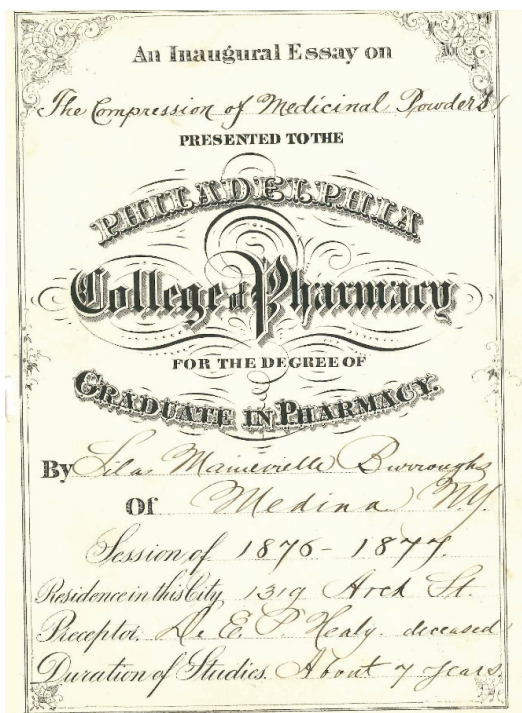 An Inaugural Essay on
The Compression of Medicinal Powders
PRESENTED TO THE
PHILADELPHIA
College of Pharmacy
FOR THE DEGREE OF
GRADUATE IN PHARMACY.
By Silas Mainville Burroughs
Of Medina N.Y.
Session of 1876-1877.
Residence in this City, 1319 Arch St.
Preceptor, Dr E. P Healy. deceased
Duration of Studies. About 7 years.